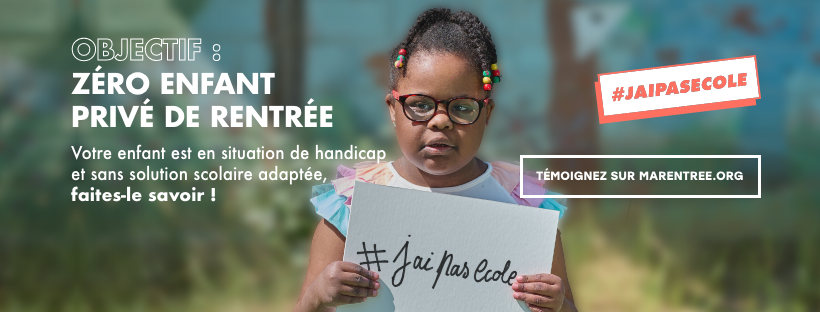 OBJECTIF :
ZÉRO ENFANT
PRIVÉ DE RENTRÉE
Votre enfant est en situation de handicap
et sans solution scolaire adaptée,
faites-le savoir !
#JAIPASECOLE
TÉMOIGNEZ SUR MARENTREE.ORG
#jaipasecole